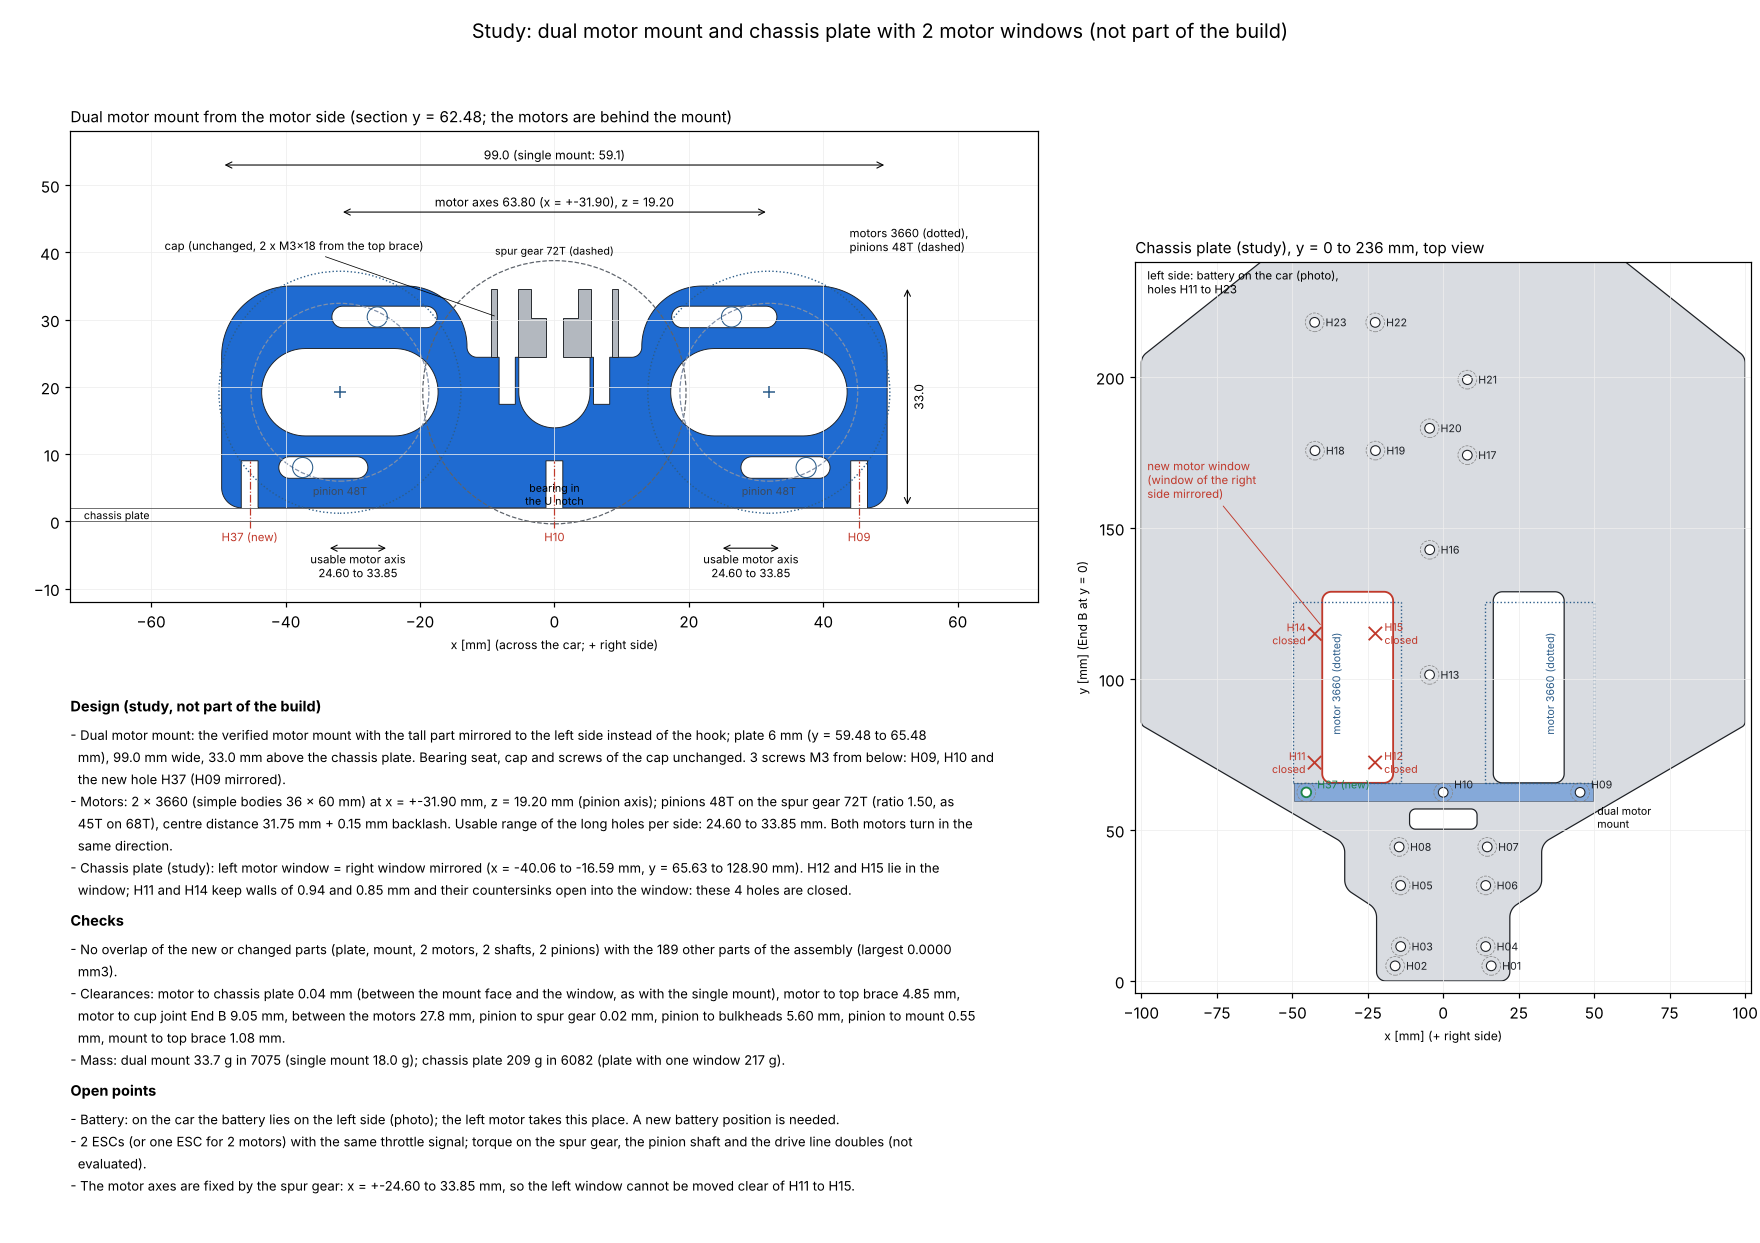 Study: dual motor mount and chassis plate with 2 motor windows (not part of the build)
Dual motor mount from the motor side (section y = 62.48; the motors are behind the mount)
99.0 (single mount: 59.1)
motor axes 63.80 (x = +-31.90), z = 19.20
motors 3660 (dotted),
pinions 48T (dashed)
cap (unchanged, 2 x M3×18 from the top brace)
spur gear 72T (dashed)
33.0
pinion 48T
bearing in
the U notch
pinion 48T
chassis plate
H37 (new)
H10
H09
usable motor axis
24.60 to 33.85
usable motor axis
24.60 to 33.85
50
40
30
20
10
0
−10
−60
−40
−20
0
20
40
60
x [mm] (across the car; + right side)
Chassis plate (study), y = 0 to 236 mm, top view
left side: battery on the car (photo),
holes H11 to H23
H23
H22
H21
H20
H18
H19
H17
new motor window
(window of the right
side mirrored)
H16
H14
closed
H15
closed
motor 3660 (dotted)
motor 3660 (dotted)
H13
H11
closed
H12
closed
H37 (new)
H10
H09
dual motor
mount
H08
H07
H05
H06
H03
H04
H02
H01
200
150
100
50
0
y [mm] (End B at y = 0)
−100
−75
−50
−25
0
25
50
75
100
x [mm] (+ right side)
Design (study, not part of the build)
- Dual motor mount: the verified motor mount with the tall part mirrored to the left side instead of the hook; plate 6 mm (y = 59.48 to 65.48
mm), 99.0 mm wide, 33.0 mm above the chassis plate. Bearing seat, cap and screws of the cap unchanged. 3 screws M3 from below: H09, H10 and
the new hole H37 (H09 mirrored).
- Motors: 2 × 3660 (simple bodies 36 × 60 mm) at x = +-31.90 mm, z = 19.20 mm (pinion axis); pinions 48T on the spur gear 72T (ratio 1.50, as
45T on 68T), centre distance 31.75 mm + 0.15 mm backlash. Usable range of the long holes per side: 24.60 to 33.85 mm. Both motors turn in the
same direction.
- Chassis plate (study): left motor window = right window mirrored (x = -40.06 to -16.59 mm, y = 65.63 to 128.90 mm). H12 and H15 lie in the
window; H11 and H14 keep walls of 0.94 and 0.85 mm and their countersinks open into the window: these 4 holes are closed.
Checks
- No overlap of the new or changed parts (plate, mount, 2 motors, 2 shafts, 2 pinions) with the 189 other parts of the assembly (largest 0.0000
mm3).
- Clearances: motor to chassis plate 0.04 mm (between the mount face and the window, as with the single mount), motor to top brace 4.85 mm,
motor to cup joint End B 9.05 mm, between the motors 27.8 mm, pinion to spur gear 0.02 mm, pinion to bulkheads 5.60 mm, pinion to mount 0.55
mm, mount to top brace 1.08 mm.
- Mass: dual mount 33.7 g in 7075 (single mount 18.0 g); chassis plate 209 g in 6082 (plate with one window 217 g).
Open points
- Battery: on the car the battery lies on the left side (photo); the left motor takes this place. A new battery position is needed.
- 2 ESCs (or one ESC for 2 motors) with the same throttle signal; torque on the spur gear, the pinion shaft and the drive line doubles (not
evaluated).
- The motor axes are fixed by the spur gear: x = +-24.60 to 33.85 mm, so the left window cannot be moved clear of H11 to H15.